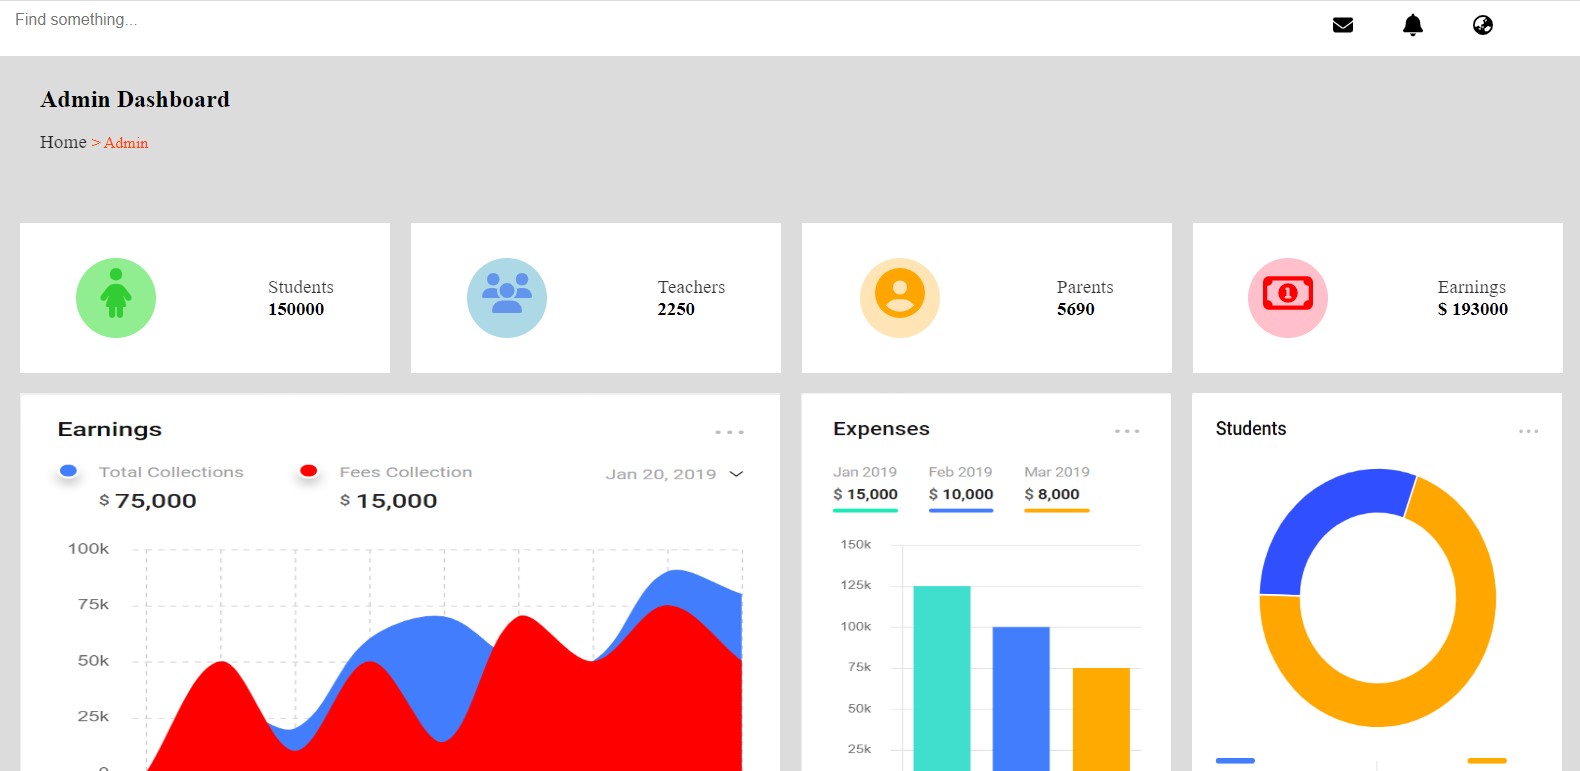 Find something...
Admin Dashboard
Home > Admin
Students
150000
Teachers
2250
Parents
5690
Earnings
$ 193000
1
Earnings
Total Collections
$ 75,000
Fees Collection
$ 15,000
Jan 20, 2019
100k
75k
50k
25k
Expenses
Jan 2019
$ 15,000
Feb 2019
$ 10,000
Mar 2019
$ 8,000
150k
125k
100k
75k
50k
25k
Students